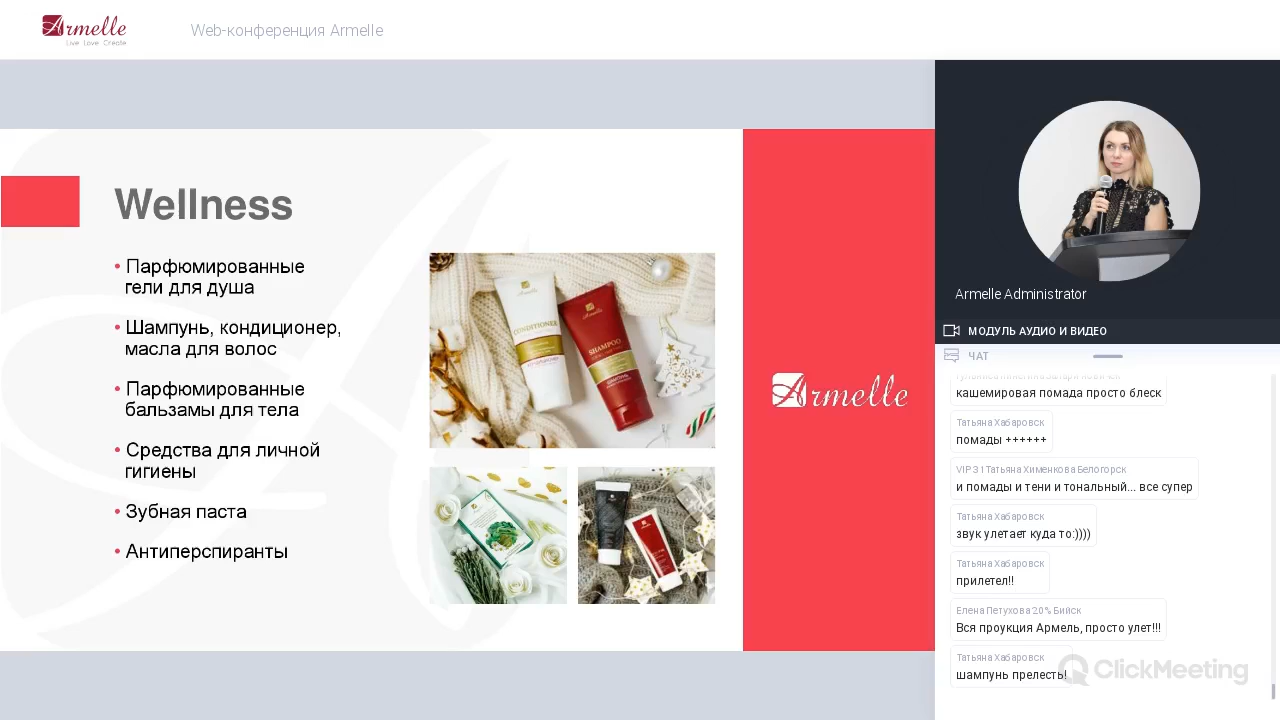 Armelle
Live Love Create
Web-конференция Armelle
Wellness
• Парфюмированные
гели для душа
• Шампунь, кондиционер,
масла для волос
• Парфюмированные
бальзамы для тела
• Средства для личной
гигиены
• Зубная паста
• Антиперспиранты
Armelle
CONDITIONER
Armelle
SHAMPOO
ШАМПУНЬ
Armelle
Armelle Administrator
МОДУЛЬ АУДИО И ВИДЕО
ЧАТ
кашемировая помада просто блеск
Татьяна Хабаровск
помады ++++++
VIP 31 Татьяна Хименкова Белогорск
и помады и тени и тональный... все супер
Татьяна Хабаровск
звук улетает куда то:))))
Татьяна Хабаровск
прилетел!!
Елена Петухова 20% Бийск
Вся проукция Армель, просто улет!!!
Татьяна Хабаровск
шампунь прелесть!
ClickMeeting